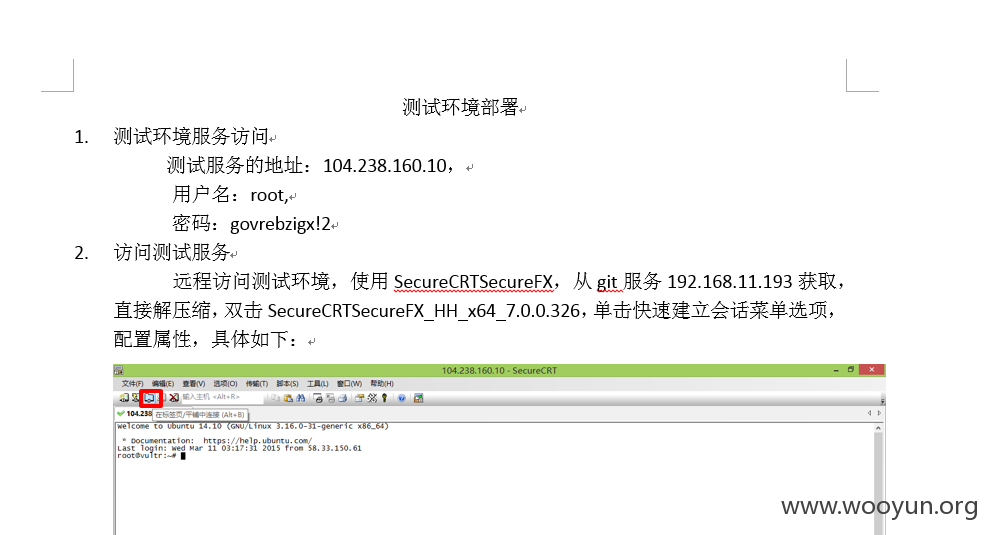 测试环境部署
1. 测试环境服务访问
测试服务的地址：104.238.160.10，
用户名：root,
密码：govrebzigx!2
2. 访问测试服务
远程访问测试环境，使用 SecureCRTSecureFX，从 git 服务 192.168.11.193 获取，
直接解压缩，双击 SecureCRTSecureFX_HH_x64_7.0.0.326，单击快速建立会话菜单选项，
配置属性，具体如下：
104.238.160.10 - SecureCRT
文件(F) 编辑(E) 查看(V) 选项(O) 传输(T) 脚本(S) 工具(L) 窗口(W) 帮助(H)
输入主机 <Alt+R>
104.238
在标签页/平铺中连接 (Alt+B)
Welcome to Ubuntu 14.10 (GNU/Linux 3.16.0-31-generic x86_64)
* Documentation: https://help.ubuntu.com/
Last login: Wed Mar 11 03:17:31 2015 from 58.33.150.61
root@vultr:~#
www.wooyun.org